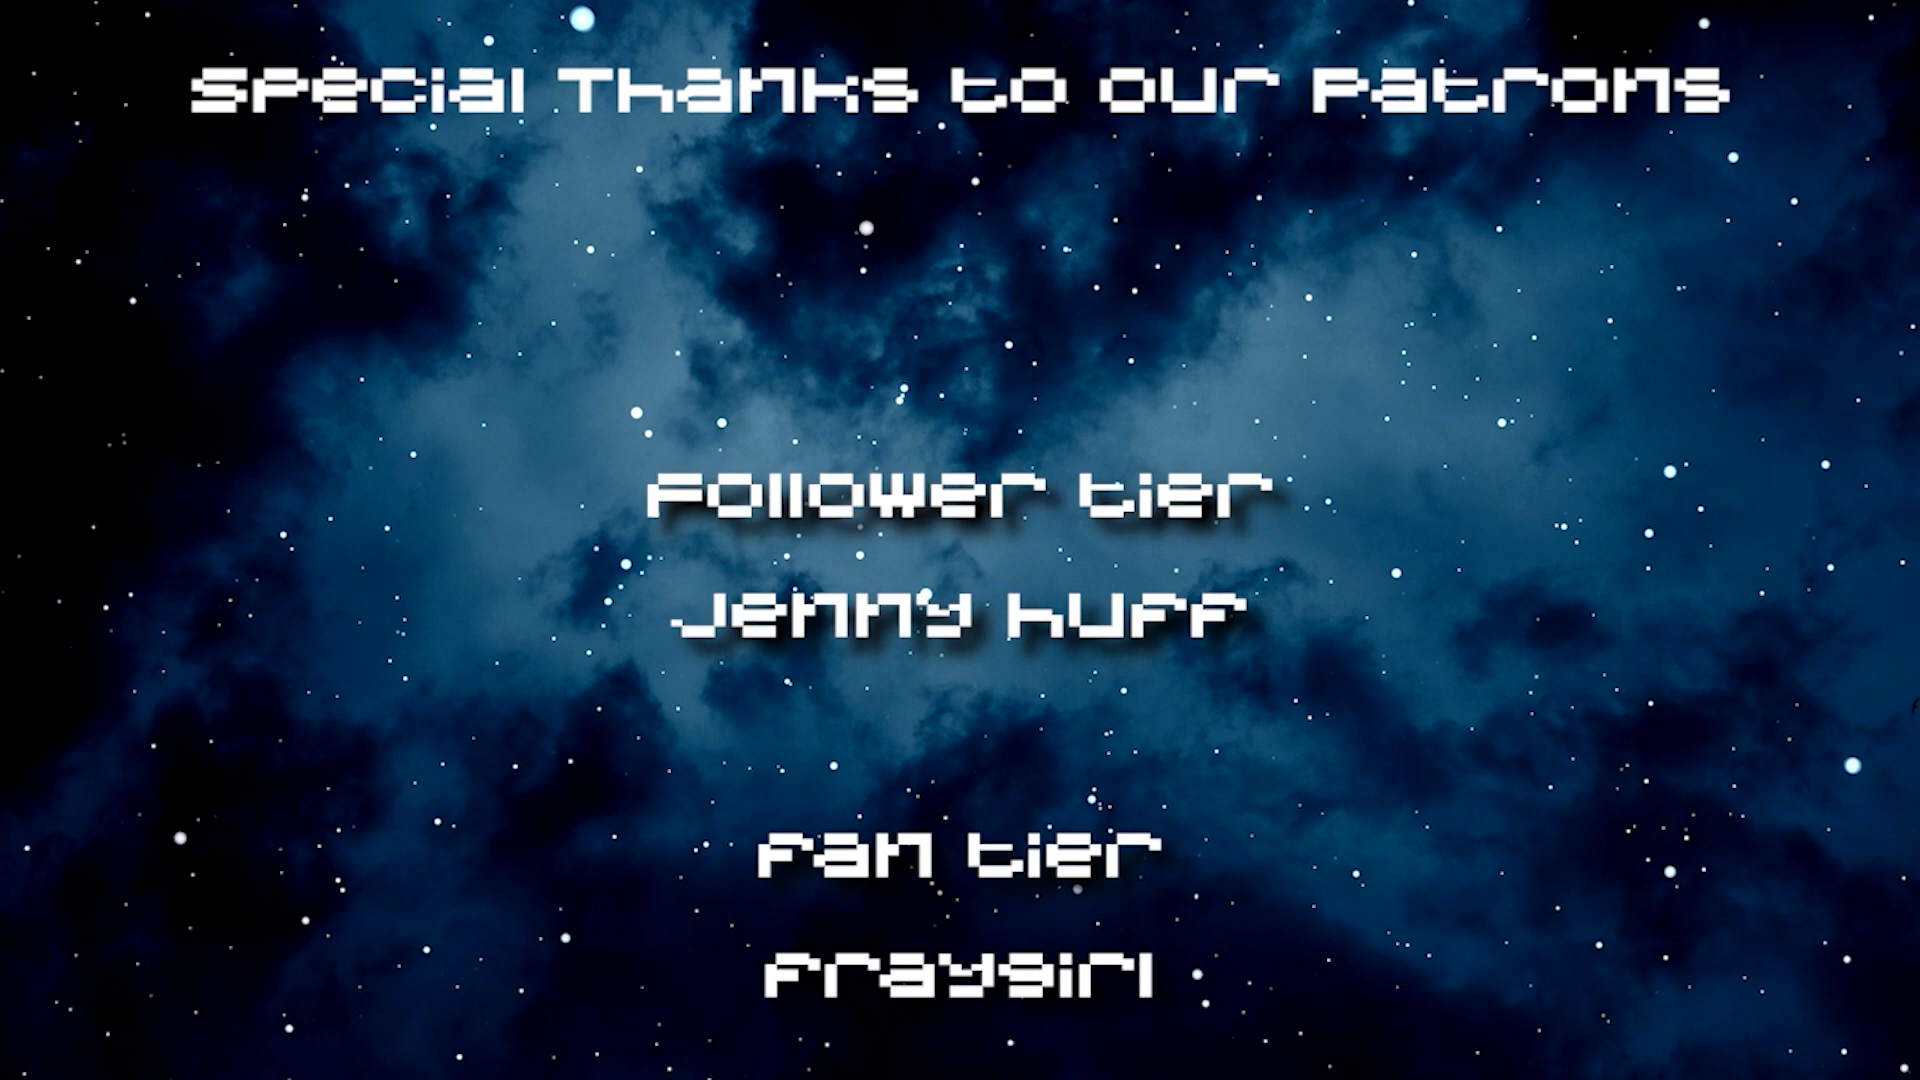 Special Thanks to our Patrons
Follower tier
Jenny Huff
Fan tier
Fraygirl